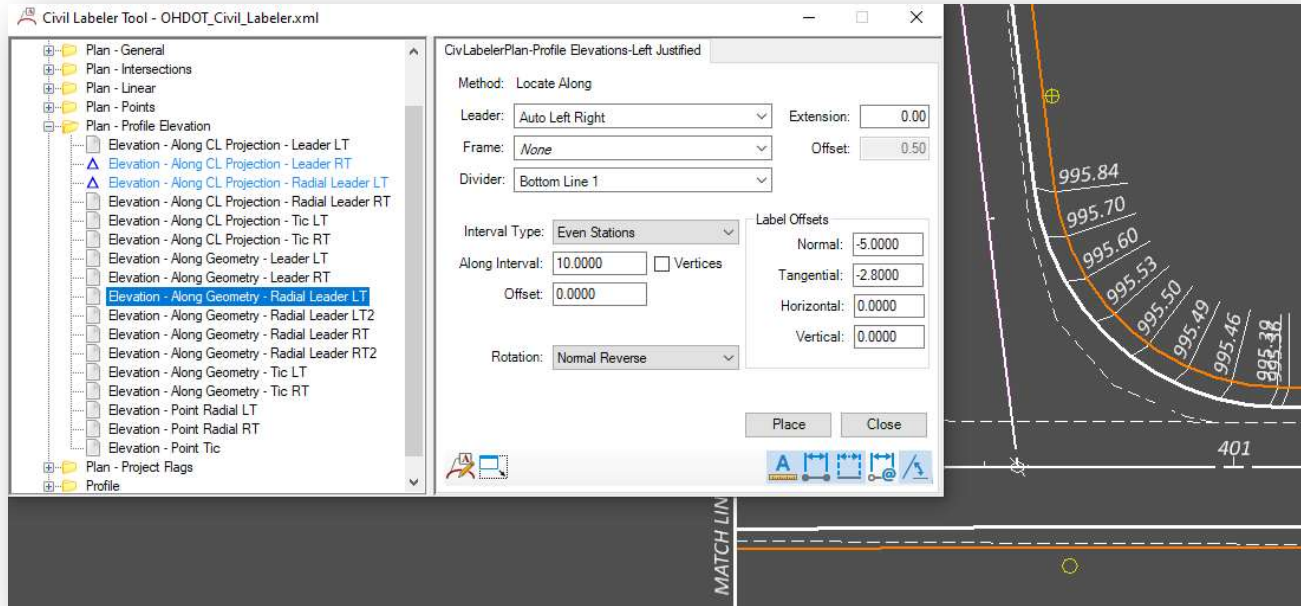 Civil Labeler Tool - OHDOT_Civil_Labeler.xml
Plan - General
Plan - Intersections
Plan - Linear
Plan - Points
Plan - Profile Elevation
Elevation - Along CL Projection - Leader LT
Elevation - Along CL Projection - Leader RT
Elevation - Along CL Projection - Radial Leader LT
Elevation - Along CL Projection - Radial Leader RT
Elevation - Along CL Projection - Tic LT
Elevation - Along CL Projection - Tic RT
Elevation - Along Geometry - Leader LT
Elevation - Along Geometry - Leader RT
Elevation - Along Geometry - Radial Leader LT
Elevation - Along Geometry - Radial Leader LT2
Elevation - Along Geometry - Radial Leader RT
Elevation - Along Geometry - Radial Leader RT2
Elevation - Along Geometry - Tic LT
Elevation - Along Geometry - Tic RT
Elevation - Point Radial LT
Elevation - Point Radial RT
Elevation - Point Tic
Plan - Project Flags
Profile
CivLabelerPlan-Profile Elevations-Left Justified
Method: Locate Along
Leader: Auto Left Right
Extension: 0.00
Frame: None
Offset: 0.50
Divider: Bottom Line 1
Interval Type: Even Stations
Along Interval: 10.0000
Vertices
Offset: 0.0000
Rotation: Normal Reverse
Label Offsets
Normal: -5.0000
Tangential: -2.8000
Horizontal: 0.0000
Vertical: 0.0000
Place
Close
995.84
995.70
995.60
995.53
995.50
995.49
995.46
401
MATCH LIN